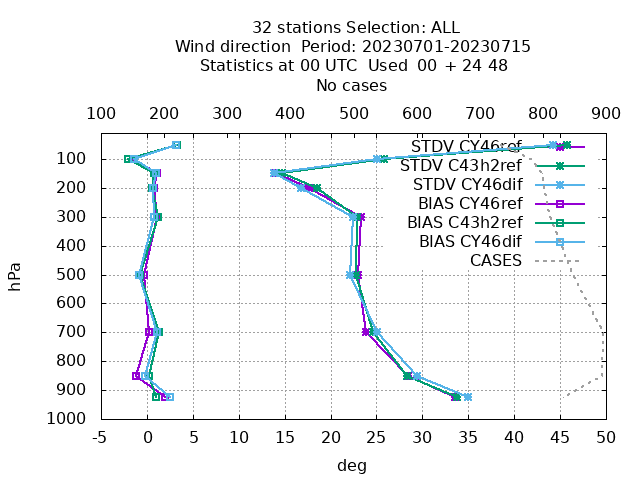 32 stations Selection: ALL
Wind direction  Period: 20230701-20230715
Statistics at 00 UTC  Used  00 + 24 48
No cases
100 200 300 400 500 600 700 800 900
STDV CY46ref
STDV C43h2ref
STDV CY46dif
BIAS CY46ref
BIAS C43h2ref
BIAS CY46dif
CASES
hPa
100
200
300
400
500
600
700
800
900
1000
-5 0 5 10 15 20 25 30 35 40 45 50
deg